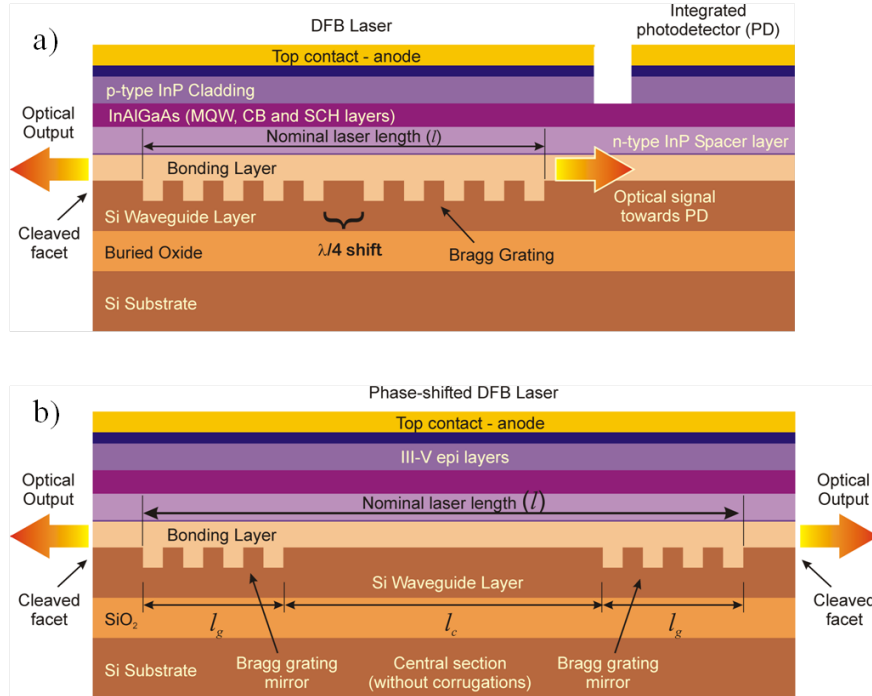 a)
DFB Laser
Integrated
photodetector (PD)
Top contact - anode
p-type InP Cladding
InAlGaAs (MQW, CB and SCH layers)
Optical
Output
Nominal laser length (l)
n-type InP Spacer layer
Bonding Layer
Optical signal
towards PD
Si Waveguide Layer
Cleaved
facet
λ/4 shift
Bragg Grating
Buried Oxide
Si Substrate
b)
Phase-shifted DFB Laser
Top contact - anode
III-V epi layers
Optical
Output
Nominal laser length (l)
Optical
Output
Bonding Layer
Si Waveguide Layer
Cleaved
facet
Cleaved
facet
SiO₂
l_g
l_c
l_g
Si Substrate
Bragg grating
mirror
Central section
(without corrugations)
Bragg grating
mirror